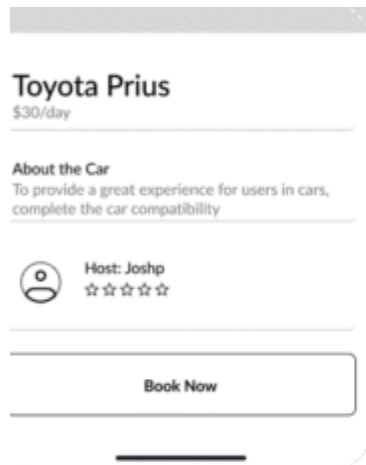 Toyota Prius
$30/day
About the Car
To provide a great experience for users in cars,
complete the car compatibility
Host: Joshp
Book Now